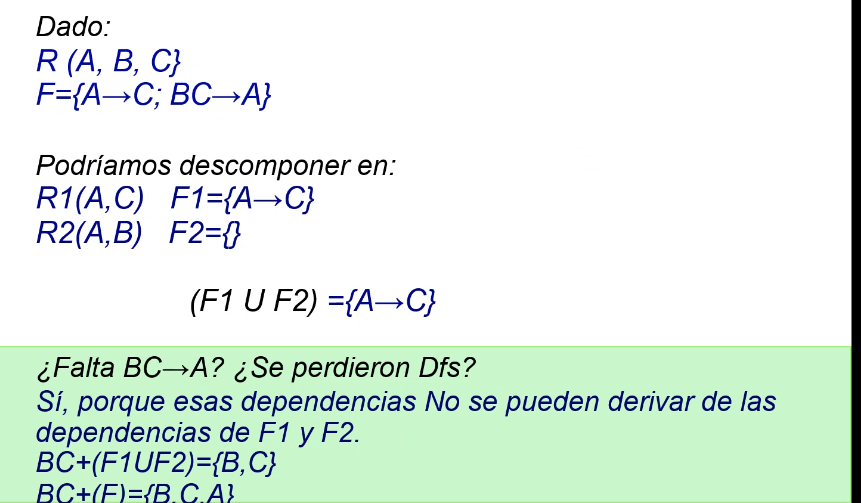 Dado:
R (A, B, C}
F={A→C; BC→A}
Podríamos descomponer en:
R1(A,C) F1={A→C}
R2(A,B) F2={}
(F1 U F2) ={A→C}
¿Falta BC→A? ¿Se perdieron Dfs?
Sí, porque esas dependencias No se pueden derivar de las
dependencias de F1 y F2.
BC+(F1UF2)={B,C}
BC+(F)={B,C,A}